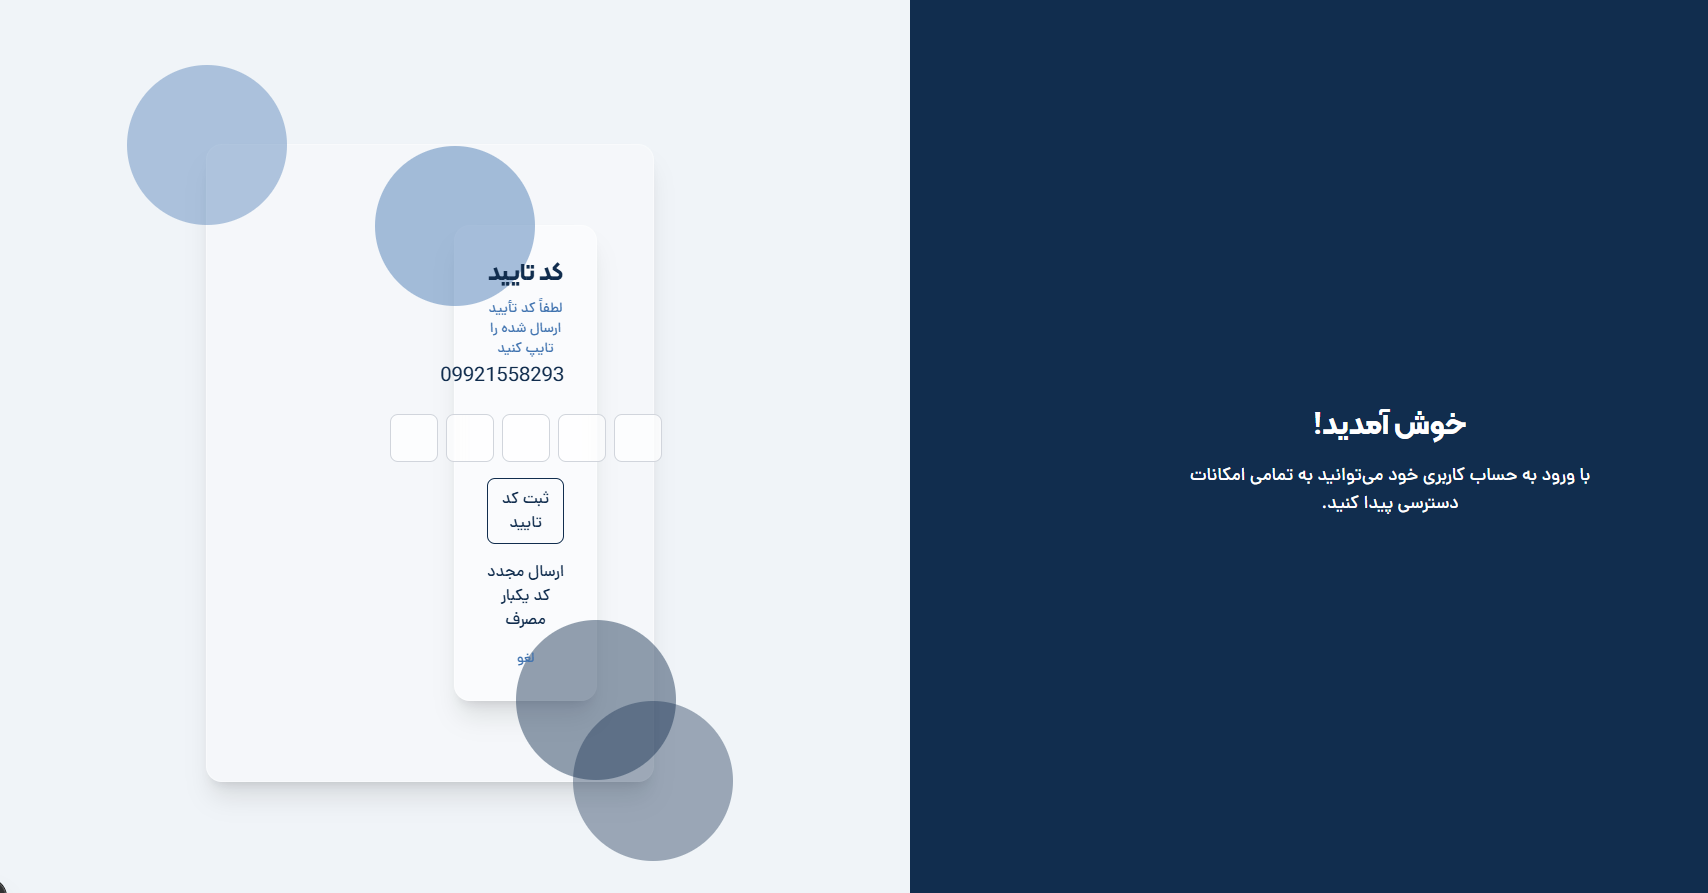 خوش آمدید!
با ورود به حساب کاربری خود می‌توانید به تمامی امکانات
دسترسی پیدا کنید.
کد تایید
لطفاً کد تأیید
ارسال شده را
تایپ کنید
09921558293
ثبت کد
تایید
ارسال مجدد
کد یکبار
مصرف
لغو